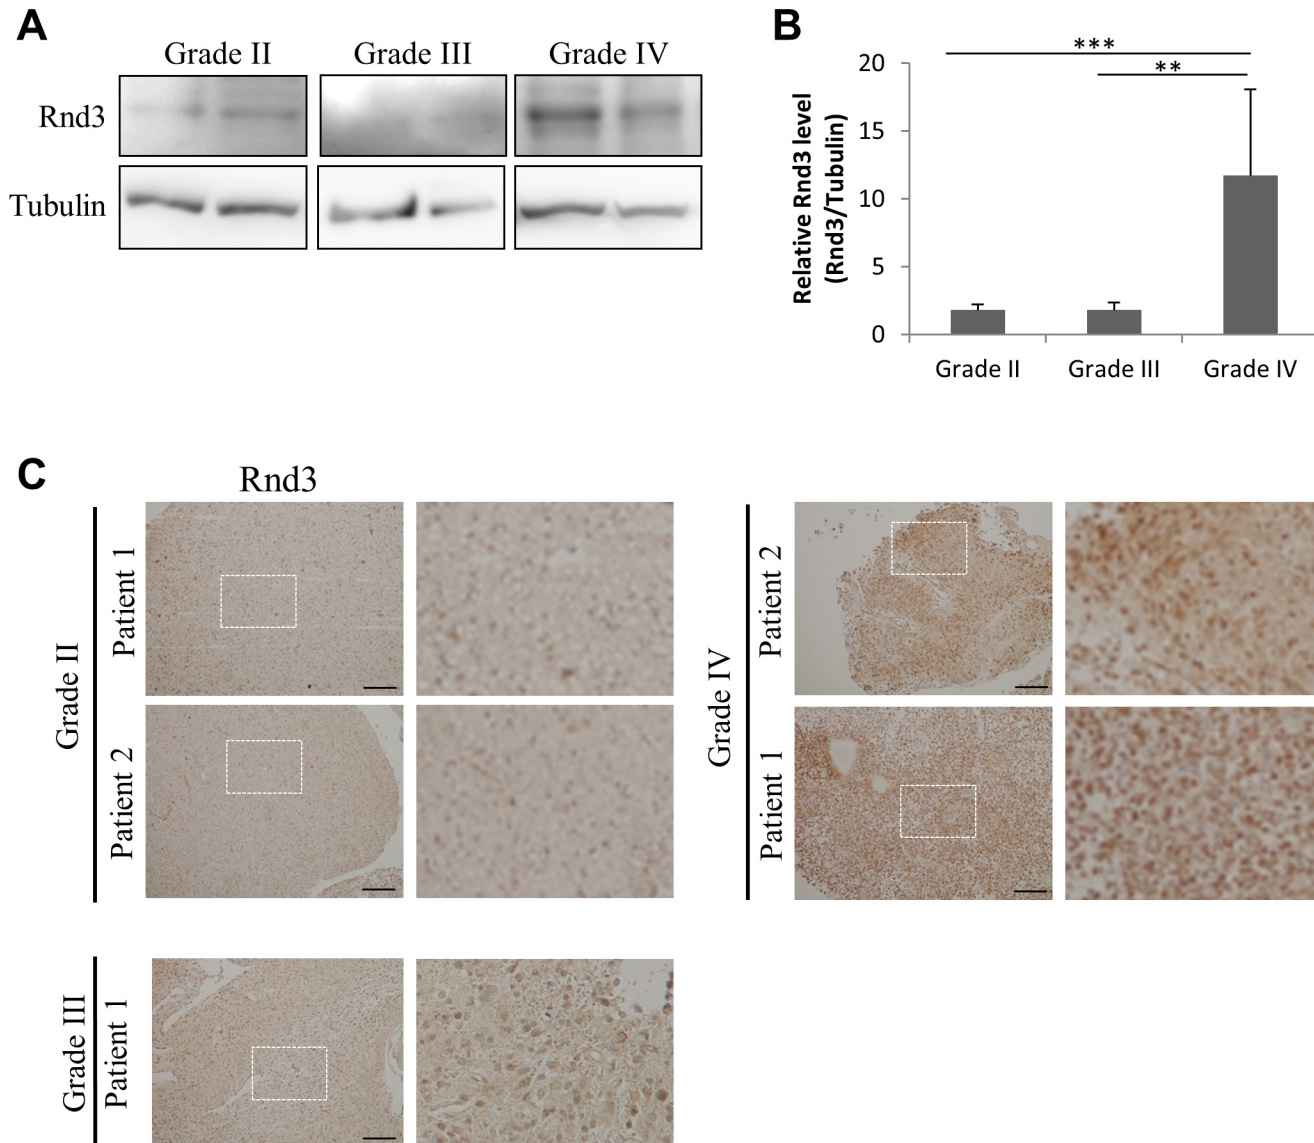 A
Grade II Grade III Grade IV
Rnd3
Tubulin
B
Relative Rnd3 level
(Rnd3/Tubulin)
20
15
10
5
0
***
**
Grade II Grade III Grade IV
C
Rnd3
Grade II
Patient 1
Patient 2
Grade IV
Patient 2
Patient 1
Grade III
Patient 1